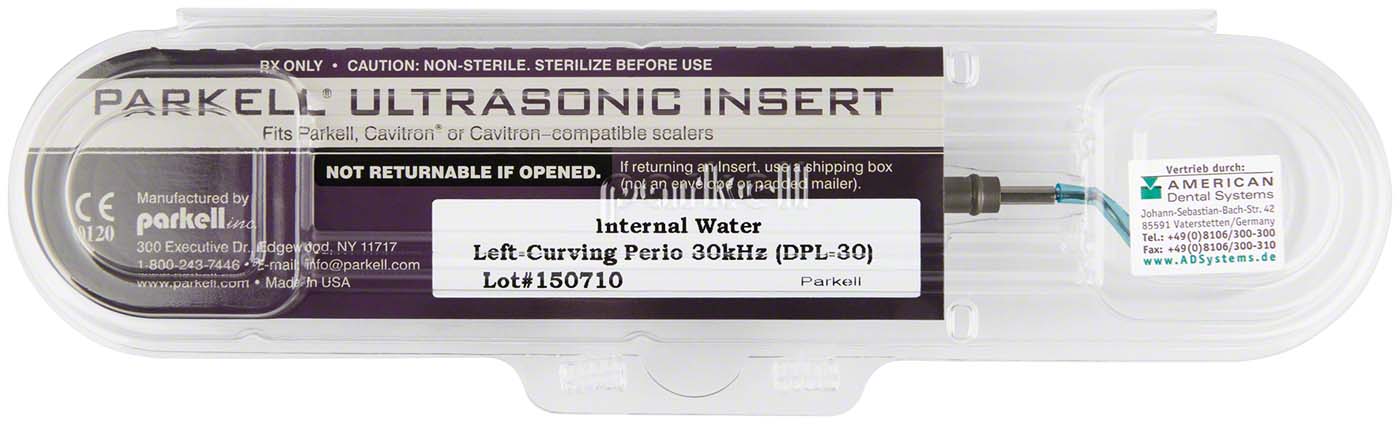 RX ONLY • CAUTION: NON-STERILE. STERILIZE BEFORE USE
PARKELL® ULTRASONIC INSERT
Fits Parkell, Cavitron® or Cavitron-compatible scalers
NOT RETURNABLE IF OPENED.
If returning an Insert, use a shipping box
(not an envelope or padded mailer).
parkell
CE
0120
Manufactured by
parkell inc.
300 Executive Dr, Edgewood, NY 11717
1-800-243-7446 • E-mail: info@parkell.com
www.parkell.com • Made in USA
Internal Water
Left-Curving Perio 30kHz (DPL-30)
Lot#150710 Parkell
Vertrieb durch:
AMERICAN
Dental Systems
Johann-Sebastian-Bach-Str. 42
85591 Vaterstetten/Germany
Tel.: +49(0)8106/300-300
Fax: +49(0)8106/300-310
www.ADSystems.de